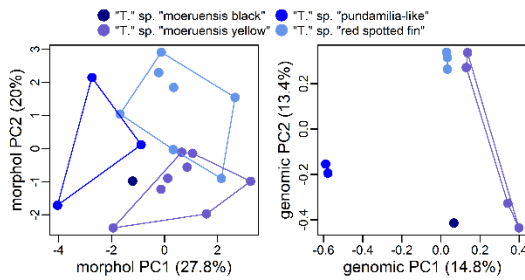 "T." sp. "moeruensis black" "T." sp. "pundamilia-like"
"T." sp. "moeruensis yellow" "T." sp. "red spotted fin"
3
2
1
0
-1
-2
morphol PC2 (20%)
-4 -2 0 2
morphol PC1 (27.8%)
0.2
0.0
-0.2
-0.4
genomic PC2 (13.4%)
-0.6 -0.4 -0.2 0.0 0.2 0.4
genomic PC1 (14.8%)